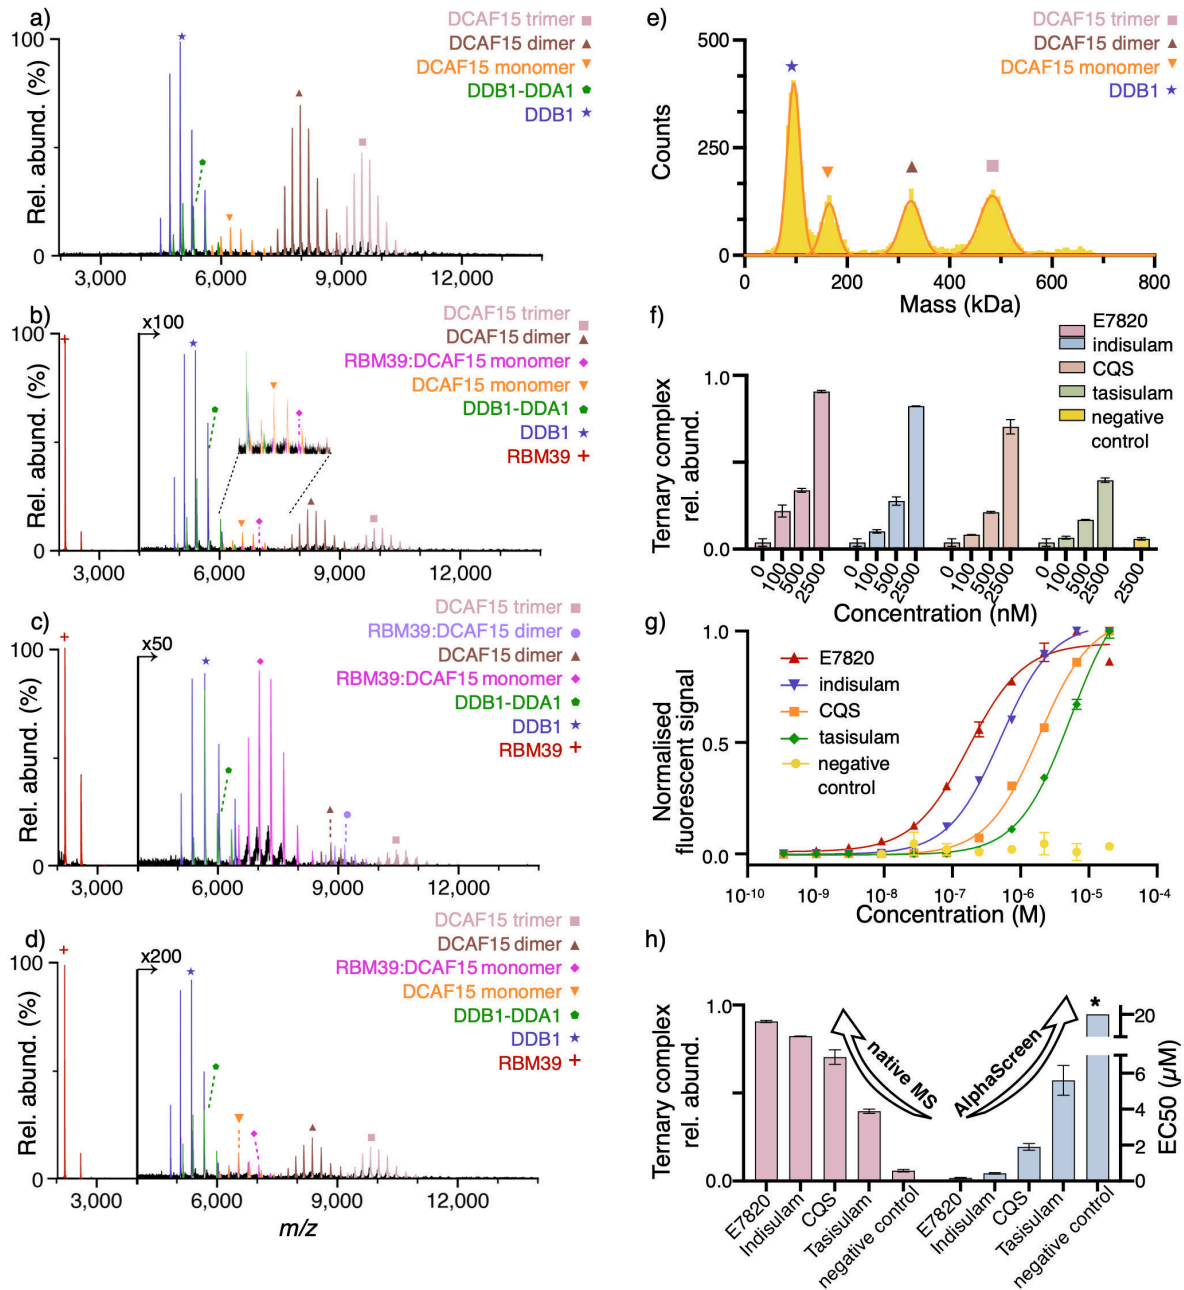 a)
DCAF15 trimer
DCAF15 dimer
DCAF15 monomer
DDB1-DDA1
DDB1
Rel. abund. (%)
100
0
3,000 6,000 9,000 12,000
b)
x100
DCAF15 trimer
DCAF15 dimer
RBM39:DCAF15 monomer
DCAF15 monomer
DDB1-DDA1
DDB1
RBM39
Rel. abund. (%)
100
0
3,000 6,000 9,000 12,000
c)
x50
DCAF15 trimer
RBM39:DCAF15 dimer
DCAF15 dimer
RBM39:DCAF15 monomer
DDB1-DDA1
DDB1
RBM39
Rel. abund. (%)
100
0
3,000 6,000 9,000 12,000
d)
x200
DCAF15 trimer
DCAF15 dimer
RBM39:DCAF15 monomer
DCAF15 monomer
DDB1-DDA1
DDB1
RBM39
Rel. abund. (%)
100
0
3,000 6,000 9,000 12,000
m/z
e)
DCAF15 trimer
DCAF15 dimer
DCAF15 monomer
DDB1
Counts
500
250
0
0 200 400 600 800
Mass (kDa)
f)
E7820
indisulam
CQS
tasisulam
negative
control
Ternary complex
rel. abund.
1.0
0.0
0 100 500 2500 0 100 500 2500 0 100 500 2500 0 100 500 2500 2500
Concentration (nM)
g)
E7820
indisulam
CQS
tasisulam
negative
control
Normalised
fluorescent signal
1.0
0.5
0.0
10-10 10-9 10-8 10-7 10-6 10-5 10-4
Concentration (M)
h)
Ternary complex
rel. abund.
1.0
0.0
native MS
AlphaScreen
*
20
6
4
2
0
EC50 (µM)
E7820 Indisulam CQS Tasisulam negative control E7820 Indisulam CQS Tasisulam negative control